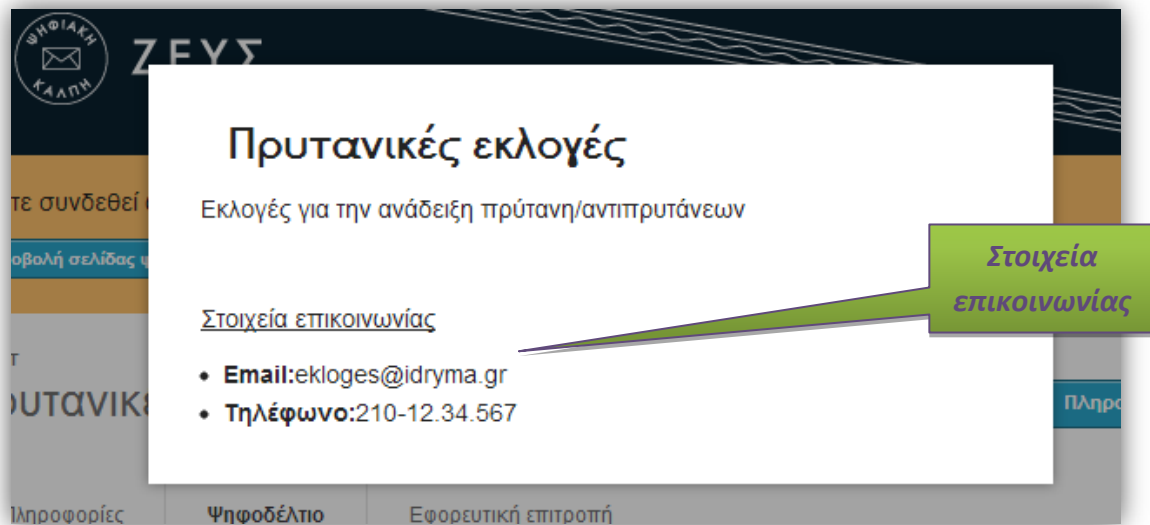 ΨΗΦΙΑΚΗ
ΚΑΛΠΗ
ΖΕΥΣ
Πρυτανικές εκλογές
τε συνδεθεί
Εκλογές για την ανάδειξη πρύτανη/αντιπρυτάνεων
οβολή σελίδας ψ
Στοιχεία
επικοινωνίας
Στοιχεία επικοινωνίας
• Email:ekloges@idryma.gr
• Τηλέφωνο:210-12.34.567
Πληρο
Πληροφορίες
Ψηφοδέλτιο
Εφορευτική επιτροπή